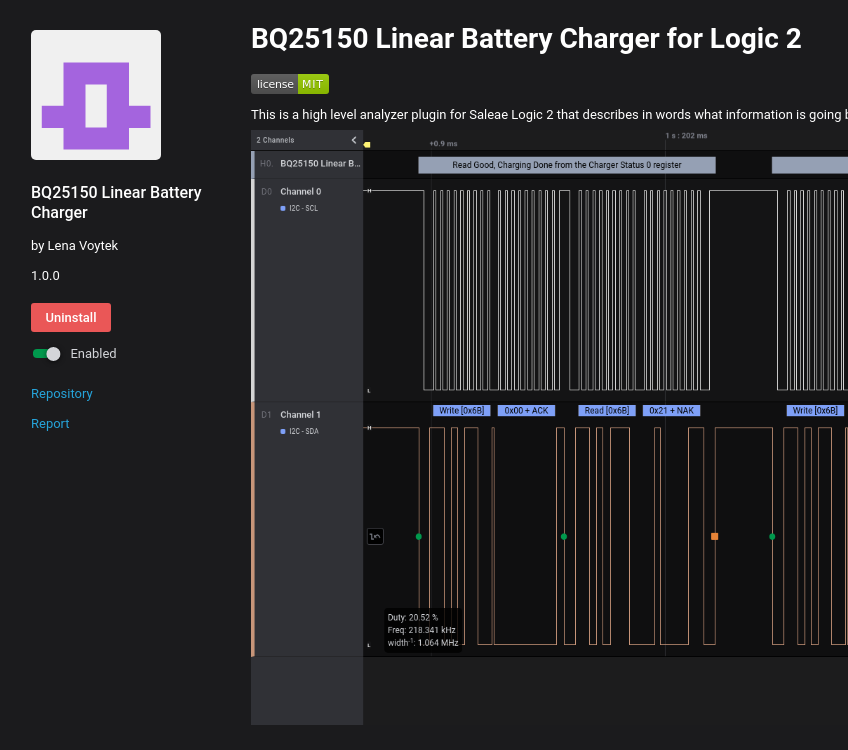 BQ25150 Linear Battery Charger for Logic 2
license MIT
This is a high level analyzer plugin for Saleae Logic 2 that describes in words what information is going
BQ25150 Linear Battery
Charger
by Lena Voytek
1.0.0
Uninstall
Enabled
Repository
Report
2 Channels
+0.9 ms
1 s : 202 ms
H0. BQ25150 Linear B...
Read Good, Charging Done from the Charger Status 0 register
D0 Channel 0
I2C - SCL
H
L
D1 Channel 1
I2C - SDA
Write [0x6B] 0x00 + ACK Read [0x6B] 0x21 + NAK Write [0x6B]
H
Duty: 20.52 %
Freq: 218.341 kHz
width-1: 1.064 MHz
L